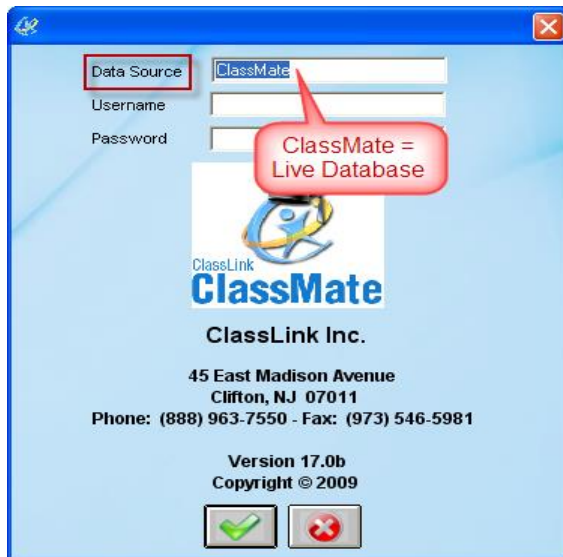 Data Source
ClassMate
Username
Password
ClassMate =
Live Database
ClassLink
ClassMate
ClassLink Inc.
45 East Madison Avenue
Clifton, NJ 07011
Phone: (888) 963-7550 - Fax: (973) 546-5981
Version 17.0b
Copyright © 2009